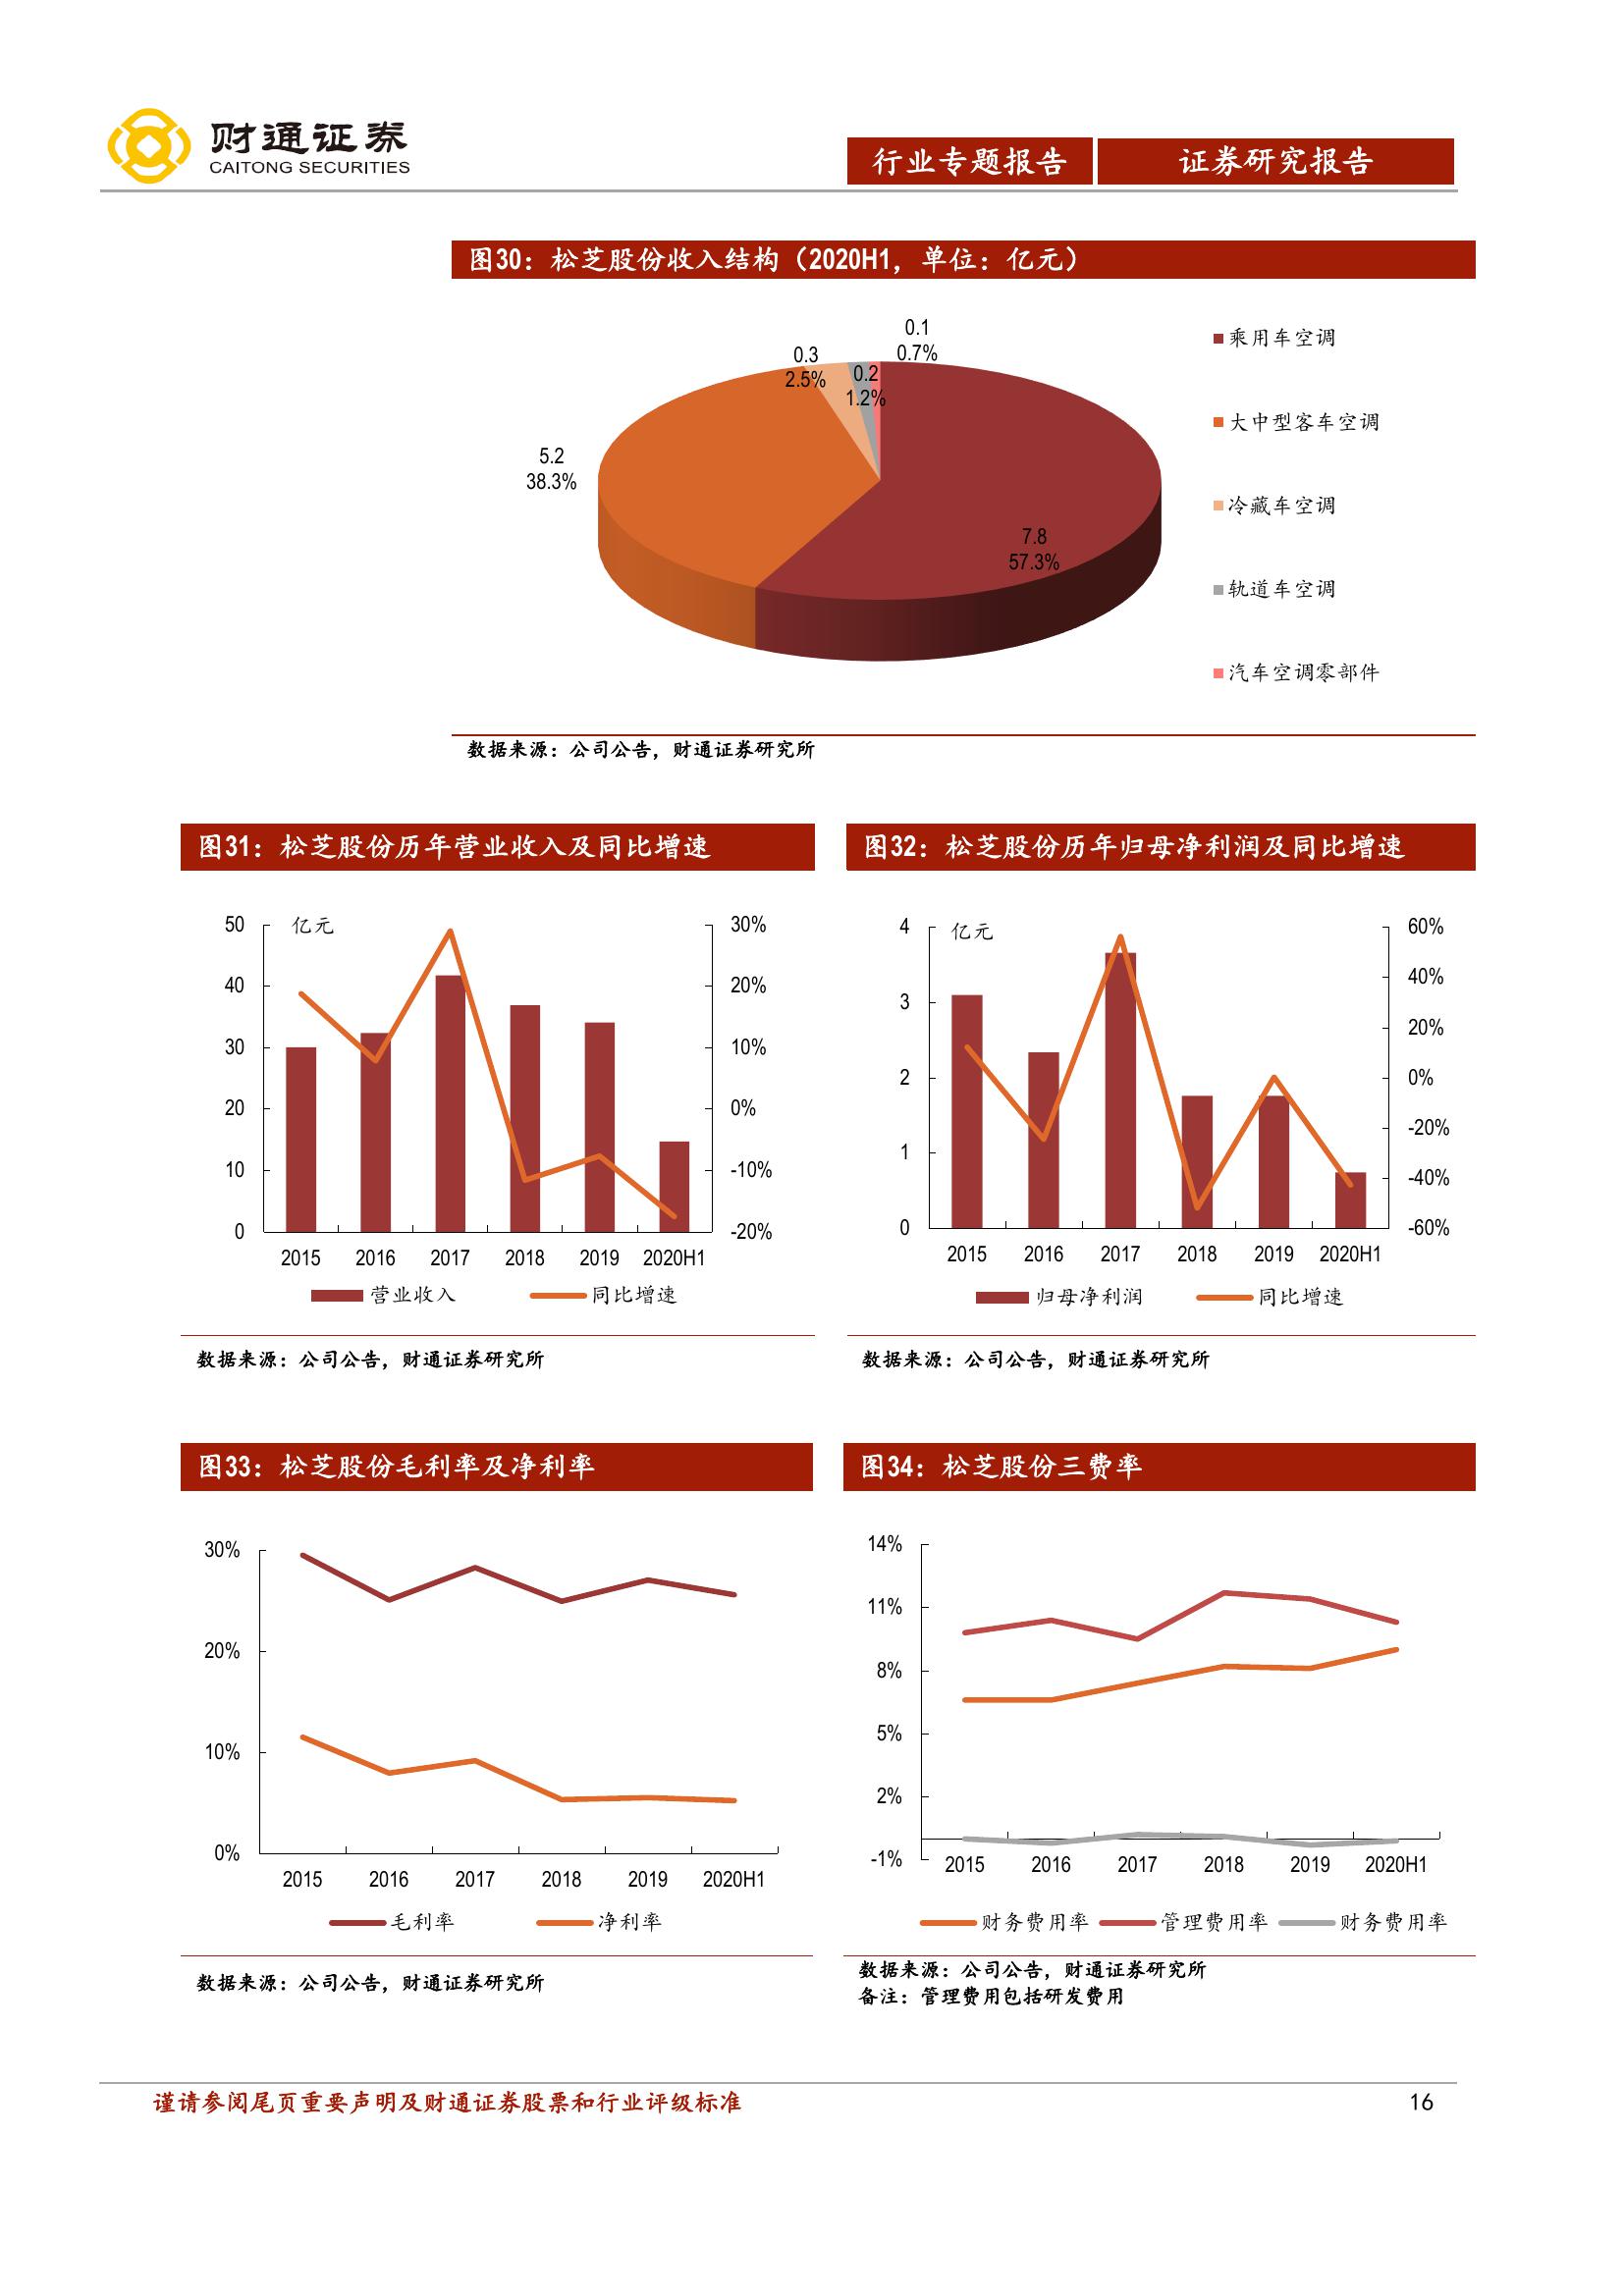 财通证券
CAITONG SECURITIES
行业专题报告 证券研究报告
图30：松芝股份收入结构（2020H1，单位：亿元）
0.1
0.7%
0.3
2.5%
0.2
1.2%
5.2
38.3%
7.8
57.3%
乘用车空调
大中型客车空调
冷藏车空调
轨道车空调
汽车空调零部件
数据来源：公司公告，财通证券研究所
图31：松芝股份历年营业收入及同比增速
亿元
50
40
30
20
10
0
30%
20%
10%
0%
-10%
-20%
2015 2016 2017 2018 2019 2020H1
营业收入 同比增速
数据来源：公司公告，财通证券研究所
图32：松芝股份历年归母净利润及同比增速
亿元
4
3
2
1
0
60%
40%
20%
0%
-20%
-40%
-60%
2015 2016 2017 2018 2019 2020H1
归母净利润 同比增速
数据来源：公司公告，财通证券研究所
图33：松芝股份毛利率及净利率
30%
20%
10%
0%
2015 2016 2017 2018 2019 2020H1
毛利率 净利率
数据来源：公司公告，财通证券研究所
图34：松芝股份三费率
14%
11%
8%
5%
2%
-1%
2015 2016 2017 2018 2019 2020H1
财务费用率 管理费用率 财务费用率
数据来源：公司公告，财通证券研究所
备注：管理费用包括研发费用
谨请参阅尾页重要声明及财通证券股票和行业评级标准 16